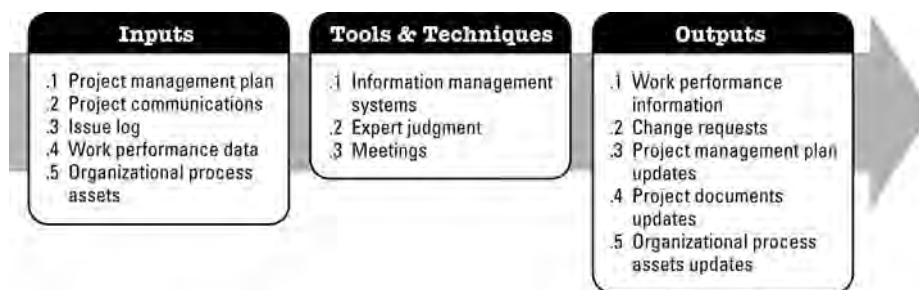 Inputs
.1 Project management plan
.2 Project communications
.3 Issue log
.4 Work performance data
.5 Organizational process
assets
Tools & Techniques
.1 Information management
systems
.2 Expert judgment
.3 Meetings
Outputs
.1 Work performance
information
.2 Change requests
.3 Project management plan
updates
.4 Project documents
updates
.5 Organizational process
assets updates